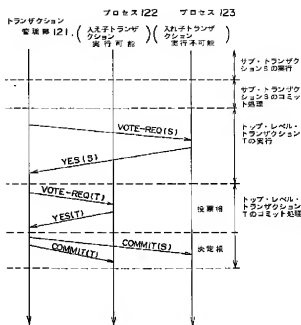 プロセス122 プロセス123
トランザクション
管理部121.
(入え子トランザク
ション
実行可能)
(入れ子トランザク
ション
実行不可能)
サブ・トランザク
ションSの実行
サブ・トランザク
ションSのコミッ
ト処理
VOTE-REQ(S)
トップ・レベル・
トランザクション
Tの実行
YES(S)
VOTE-REQ(T)
投票相
トップ・レベル・
トランザクション
Tのコミット処理
YES(T)
COMMIT(S)
決定相
COMMIT(T)